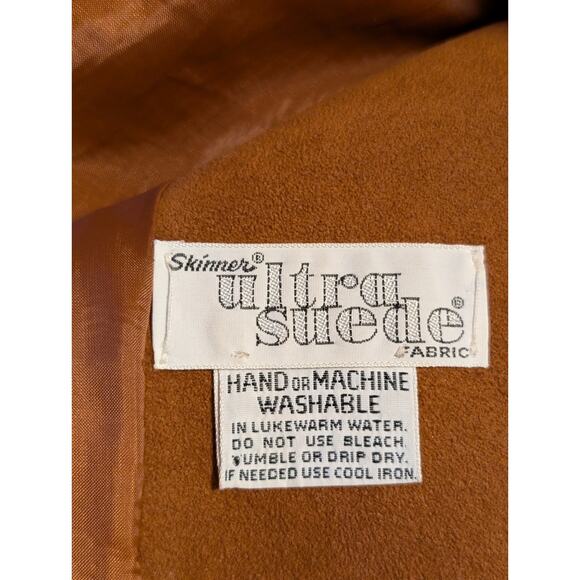 Skinner®
ultra
suede®
FABRIC
HAND OR MACHINE
WASHABLE
IN LUKEWARM WATER.
DO NOT USE BLEACH.
TUMBLE OR DRIP DRY.
IF NEEDED USE COOL IRON.